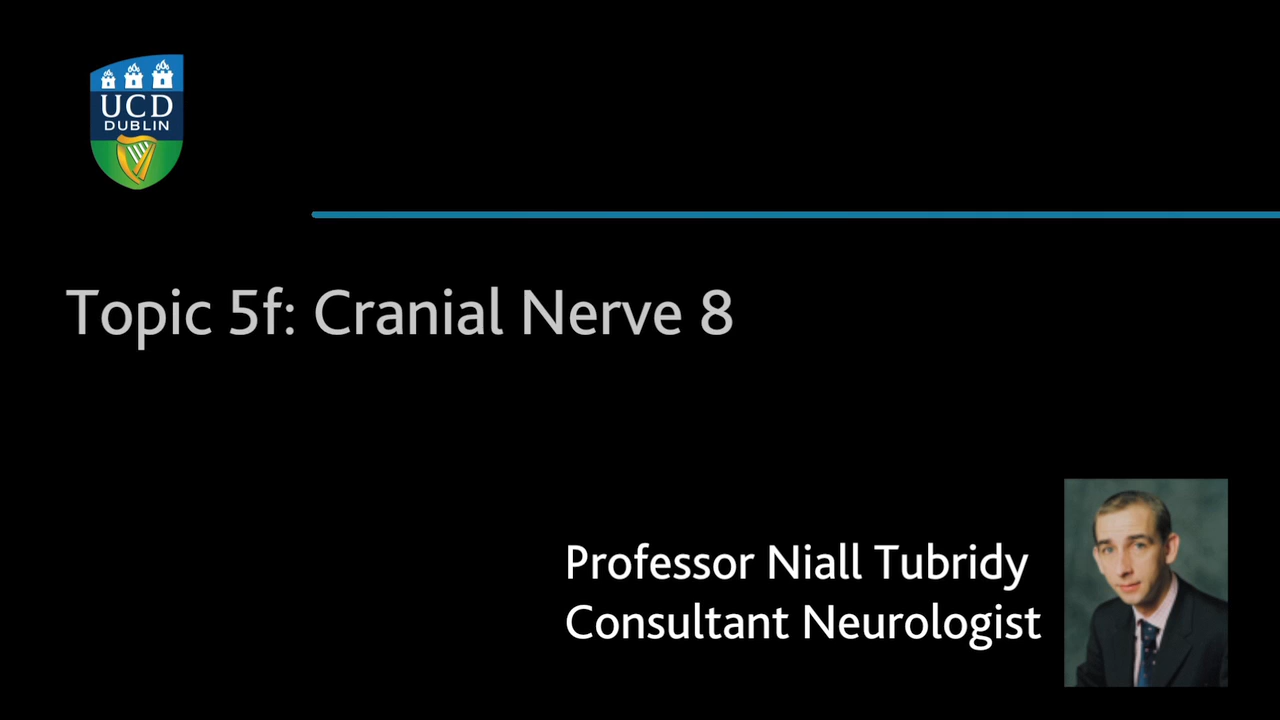 UCD
DUBLIN
Topic 5f: Cranial Nerve 8
Professor Niall Tubridy
Consultant Neurologist